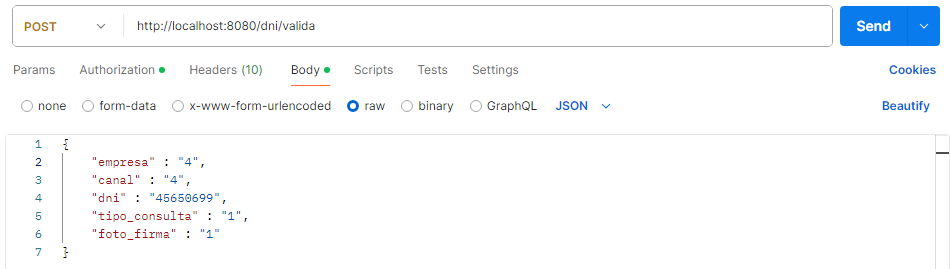 POST http://localhost:8080/dni/valida Send
Params Authorization Headers (10) Body Scripts Tests Settings Cookies
none form-data x-www-form-urlencoded raw binary GraphQL JSON Beautify
1 {
2 "empresa" : "4",
3 "canal" : "4",
4 "dni" : "45650699",
5 "tipo_consulta" : "1",
6 "foto_firma" : "1"
7 }